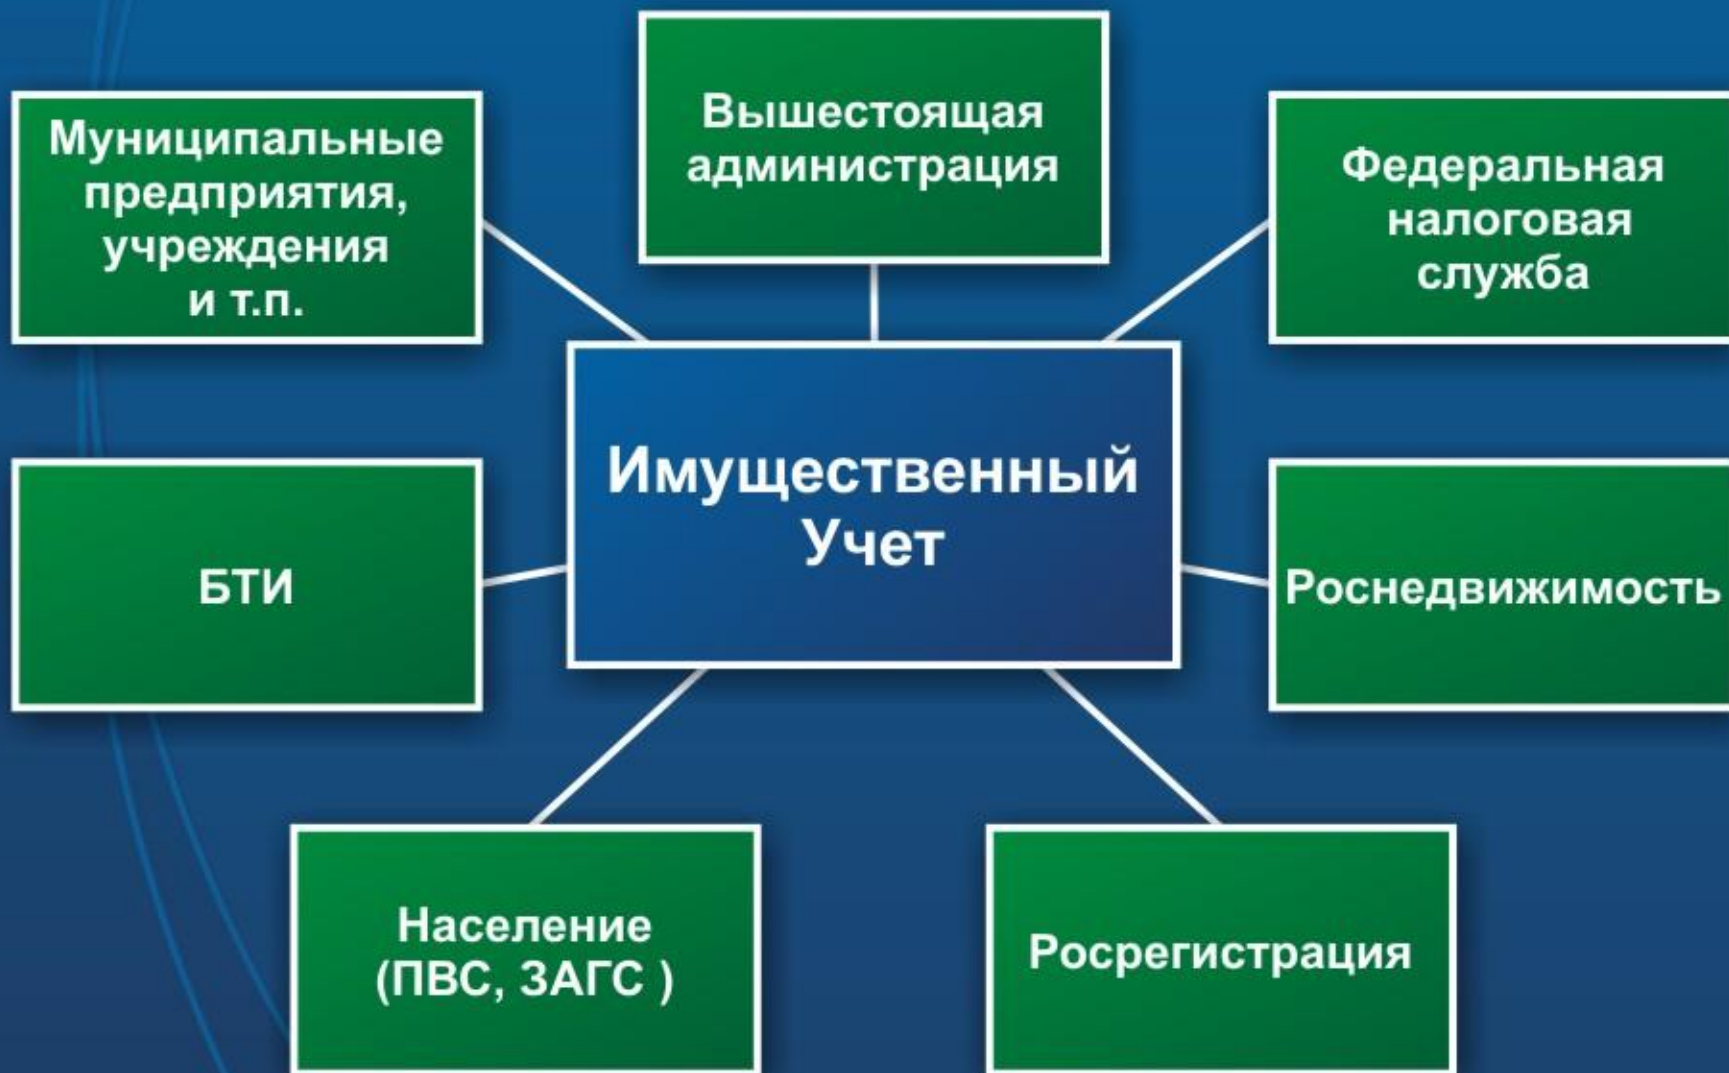 Вышестоящая
администрация
Муниципальные
предприятия,
учреждения
и т.п.
Федеральная
налоговая
служба
Имущественный
Учет
БТИ
Роснедвижимость
Население
(ПВС, ЗАГС )
Росрегистрация